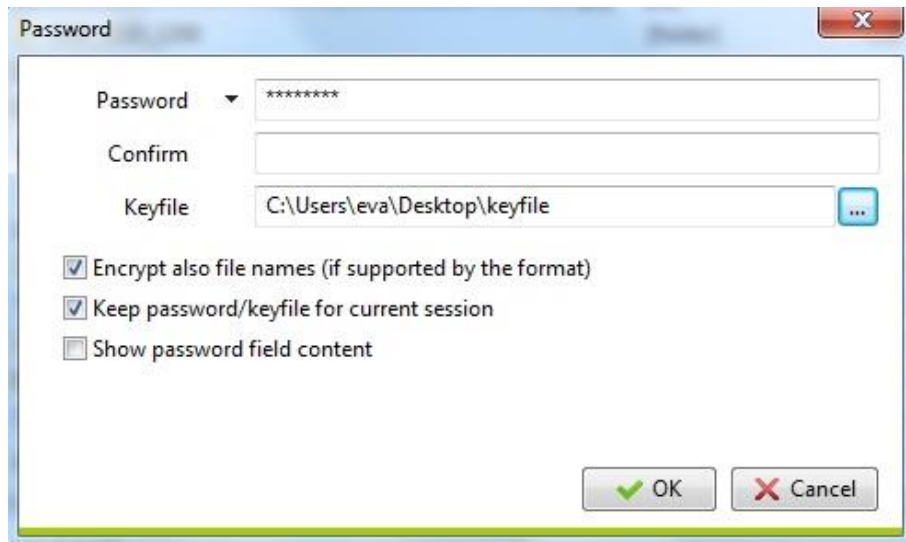 Password
Password ********
Confirm
Keyfile C:\Users\eva\Desktop\keyfile ...
Encrypt also file names (if supported by the format)
Keep password/keyfile for current session
Show password field content
OK Cancel